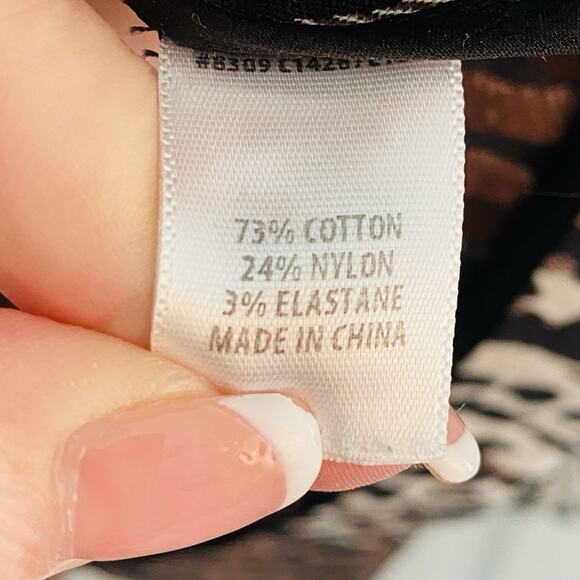 73% COTTON
24% NYLON
3% ELASTANE
MADE IN CHINA